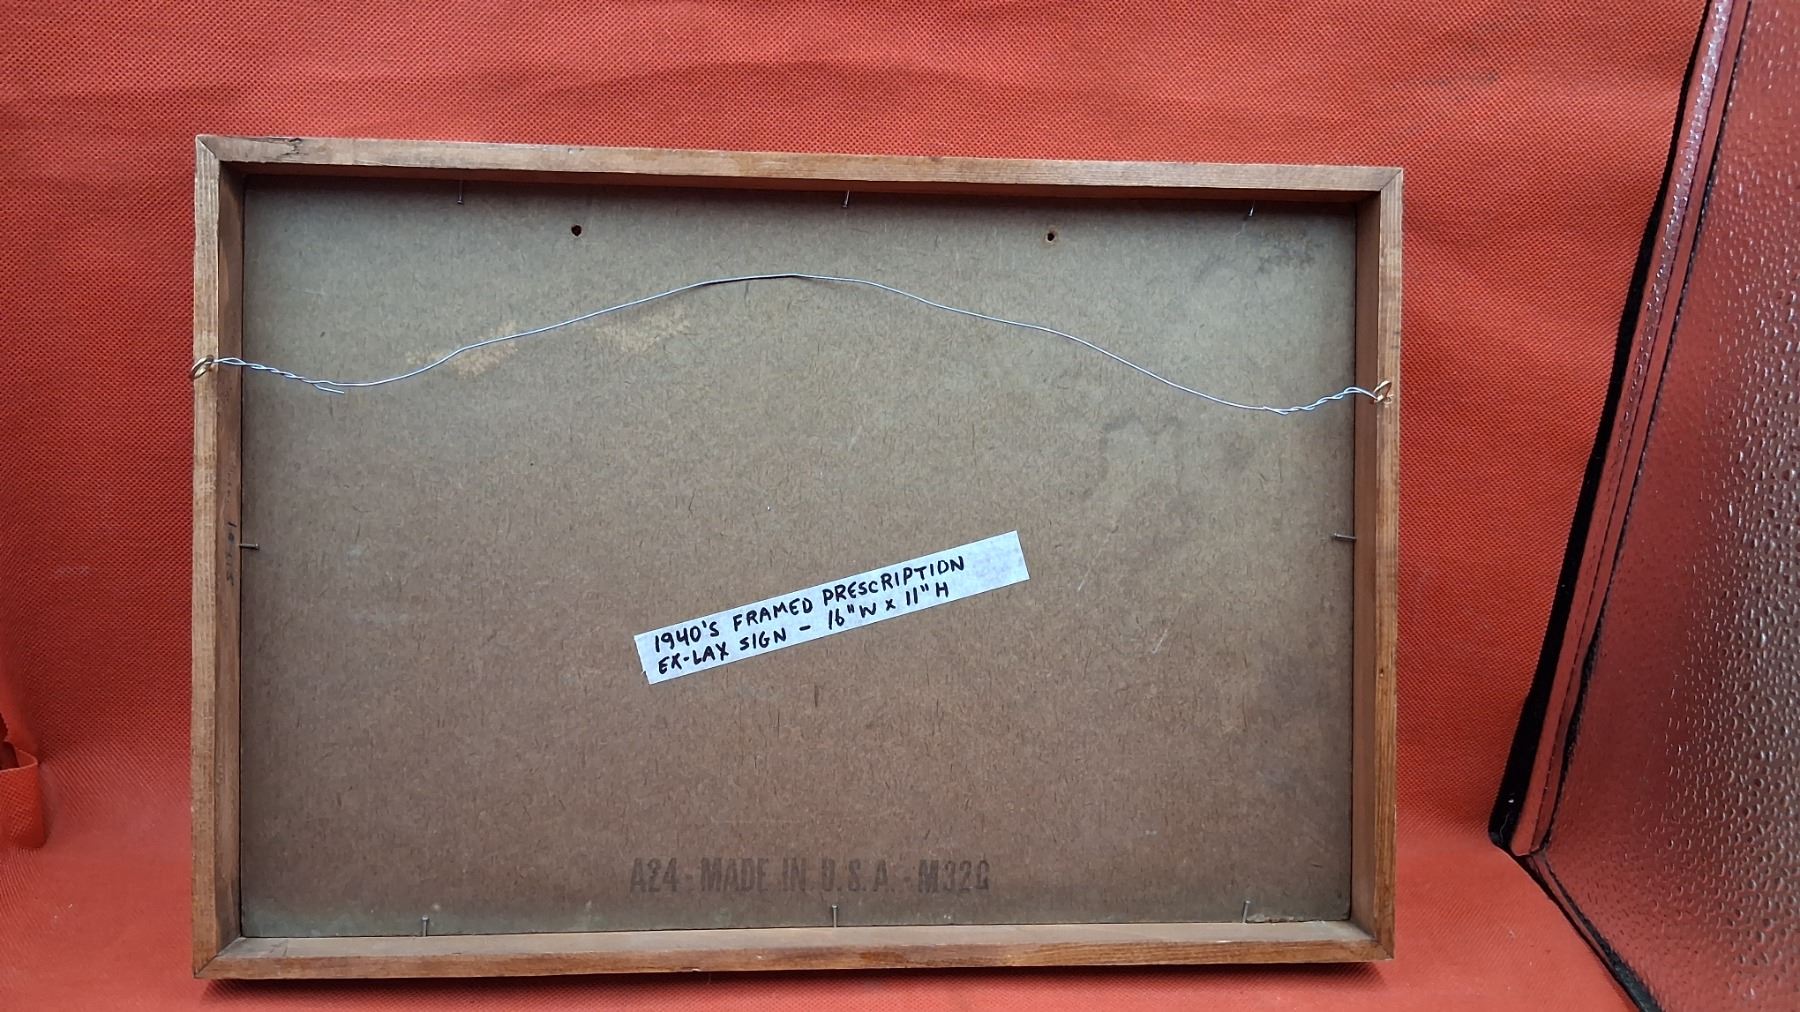 1940'S FRAMED PRESCRIPTION
EX-LAX SIGN - 16"W x 11"H
A24-MADE IN U.S.A.-M32G